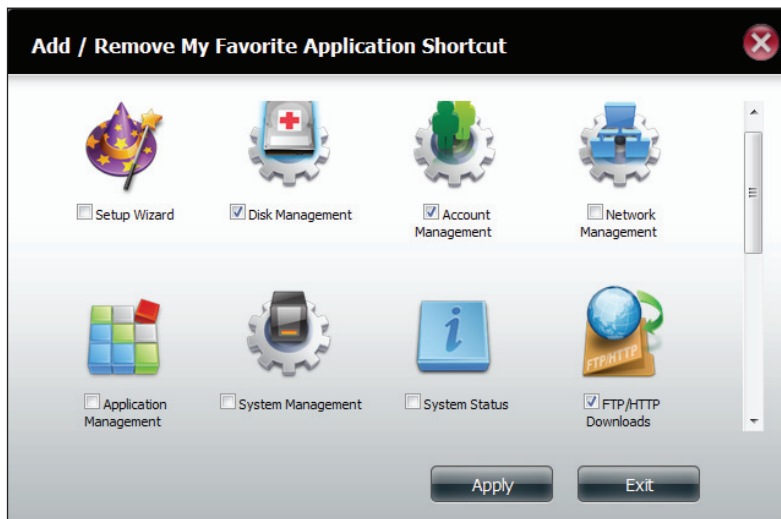 Add / Remove My Favorite Application Shortcut
Setup Wizard
Disk Management
Account
Management
Network
Management
Application
Management
System Management
System Status
FTP/HTTP
FTP/HTTP
Downloads
Apply
Exit